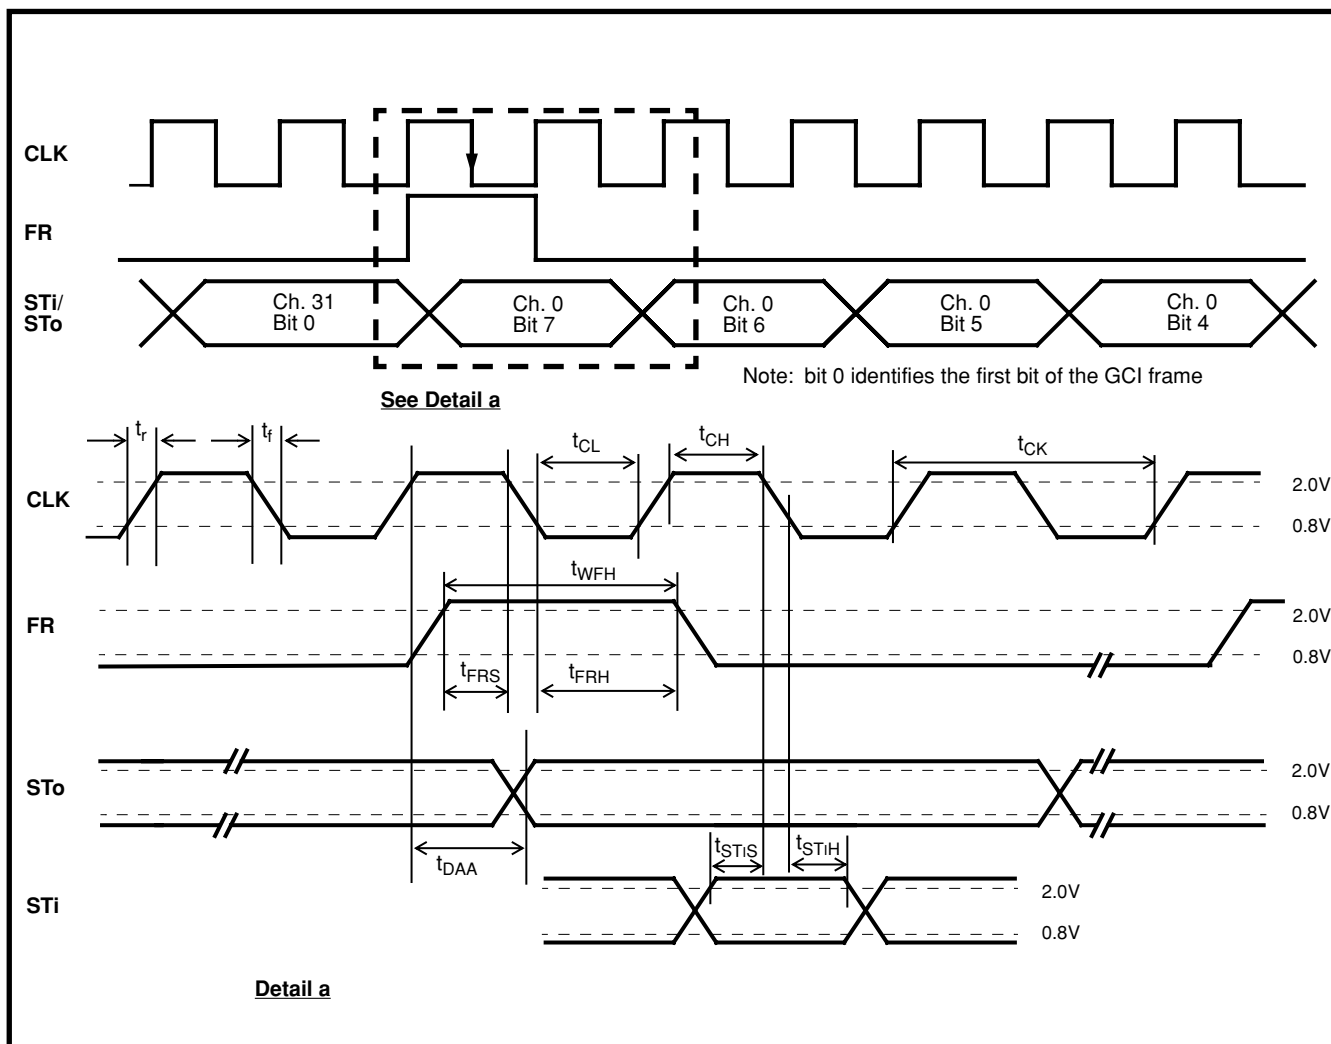 CLK
FR
STi/
STo
Ch. 31
Bit 0
Ch. 0
Bit 7
Ch. 0
Bit 6
Ch. 0
Bit 5
Ch. 0
Bit 4
Note: bit 0 identifies the first bit of the GCI frame
See Detail a
tr
tf
tCL
tCH
tCK
CLK
2.0V
0.8V
tWFH
FR
2.0V
0.8V
tFRS
tFRH
STo
2.0V
0.8V
tDAA
tSTiS
tSTiH
STi
2.0V
0.8V
Detail a